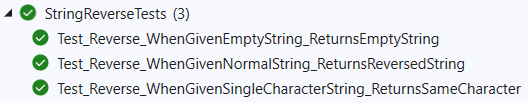 StringReverseTests (3)
Test_Reverse_WhenGivenEmptyString_ReturnsEmptyString
Test_Reverse_WhenGivenNormalString_ReturnsReversedString
Test_Reverse_WhenGivenSingleCharacterString_ReturnsSameCharacter